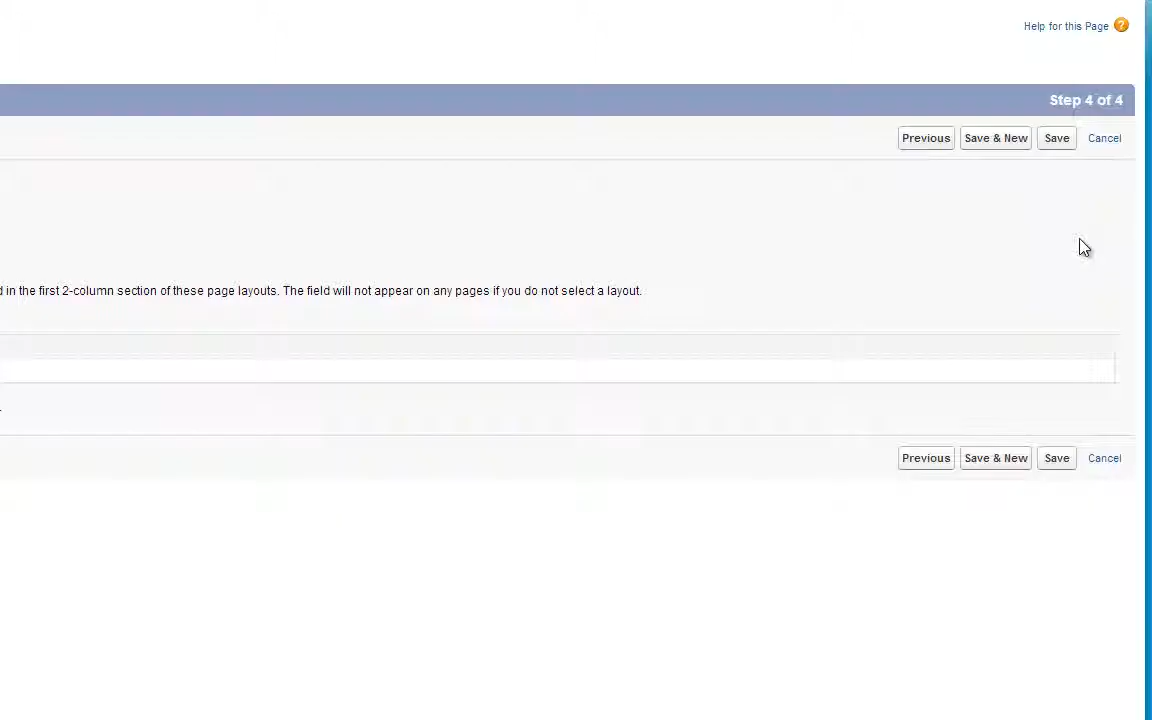 Help for this Page ?
Step 4 of 4
Previous Save & New Save Cancel
in the first 2-column section of these page layouts. The field will not appear on any pages if you do not select a layout.
Previous Save & New Save Cancel